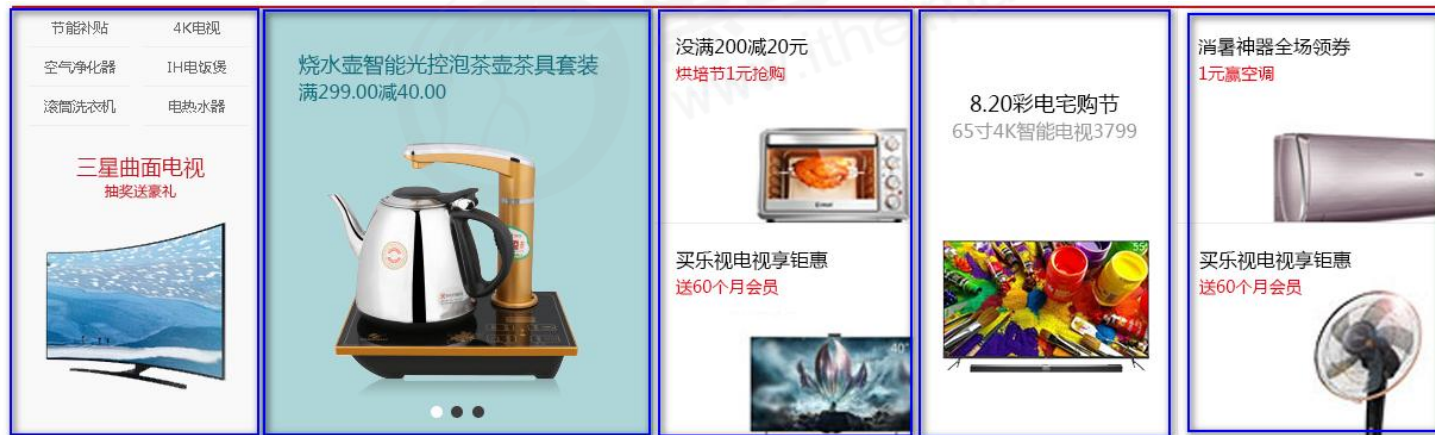 节能补贴 4K电视
空气净化器 IH电饭煲
滚筒洗衣机 电热水器
三星曲面电视
抽奖送豪礼
烧水壶智能光控泡茶壶茶具套装
满299.00减40.00
没满200减20元
烘培节1元抢购
买乐视电视享钜惠
送60个月会员
40"
8.20彩电宅购节
65寸4K智能电视3799
55"
消暑神器全场领券
1元赢空调
买乐视电视享钜惠
送60个月会员